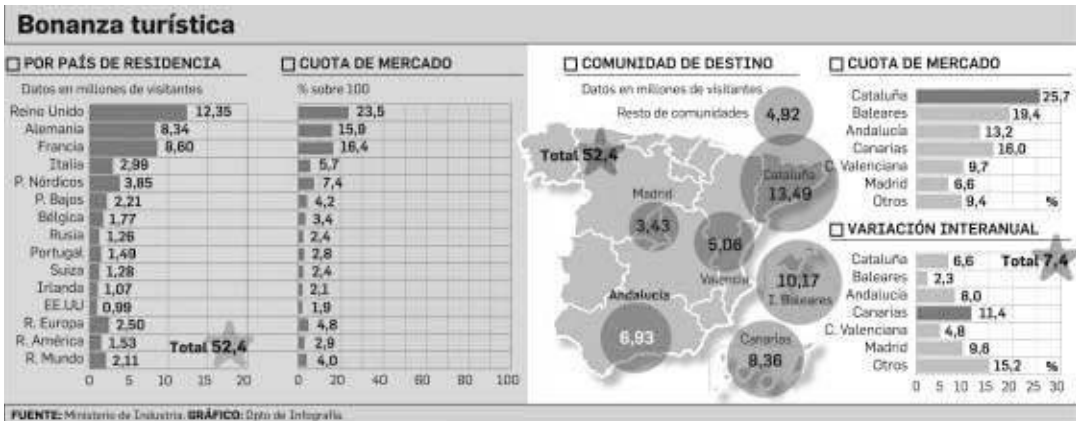 Bonanza turística
POR PAÍS DE RESIDENCIA
Datos en millones de visitantes
Reino Unido 12,35
Alemania 8,34
Francia 8,60
Italia 2,99
P. Nórdicos 3,85
P. Bajos 2,21
Bélgica 1,77
Rusia 1,26
Portugal 1,49
Suiza 1,28
Irlanda 1,07
EE.UU 0,99
R. Europa 2,50
R. América 1,53
R. Mundo 2,11
Total 52,4
0 5 10 15 20
CUOTA DE MERCADO
% sobre 100
23,5
15,9
16,4
5,7
7,4
4,2
3,4
2,4
2,8
2,4
2,1
1,9
4,8
2,9
4,0
0 20 40 60 80 100
COMUNIDAD DE DESTINO
Datos en millones de visitantes
Resto de comunidades
4,92
Total 52,4
Cataluña
13,49
Madrid
3,43
5,06
Valencia
10,17
I. Baleares
Andalucía
6,93
Canarias
8,36
CUOTA DE MERCADO
Cataluña 25,7
Baleares 19,4
Andalucía 13,2
Canarias 16,0
C. Valenciana 9,7
Madrid 6,6
Otros 9,4 %
VARIACIÓN INTERANUAL
Cataluña 6,6 Total 7,4
Baleares 2,3
Andalucía 8,0
Canarias 11,4
C. Valenciana 4,8
Madrid
Otros 15,2 %
0 5 10 15 20 25 30
FUENTE: Ministerio de Industria. GRÁFICO: Dpto de Infografía.